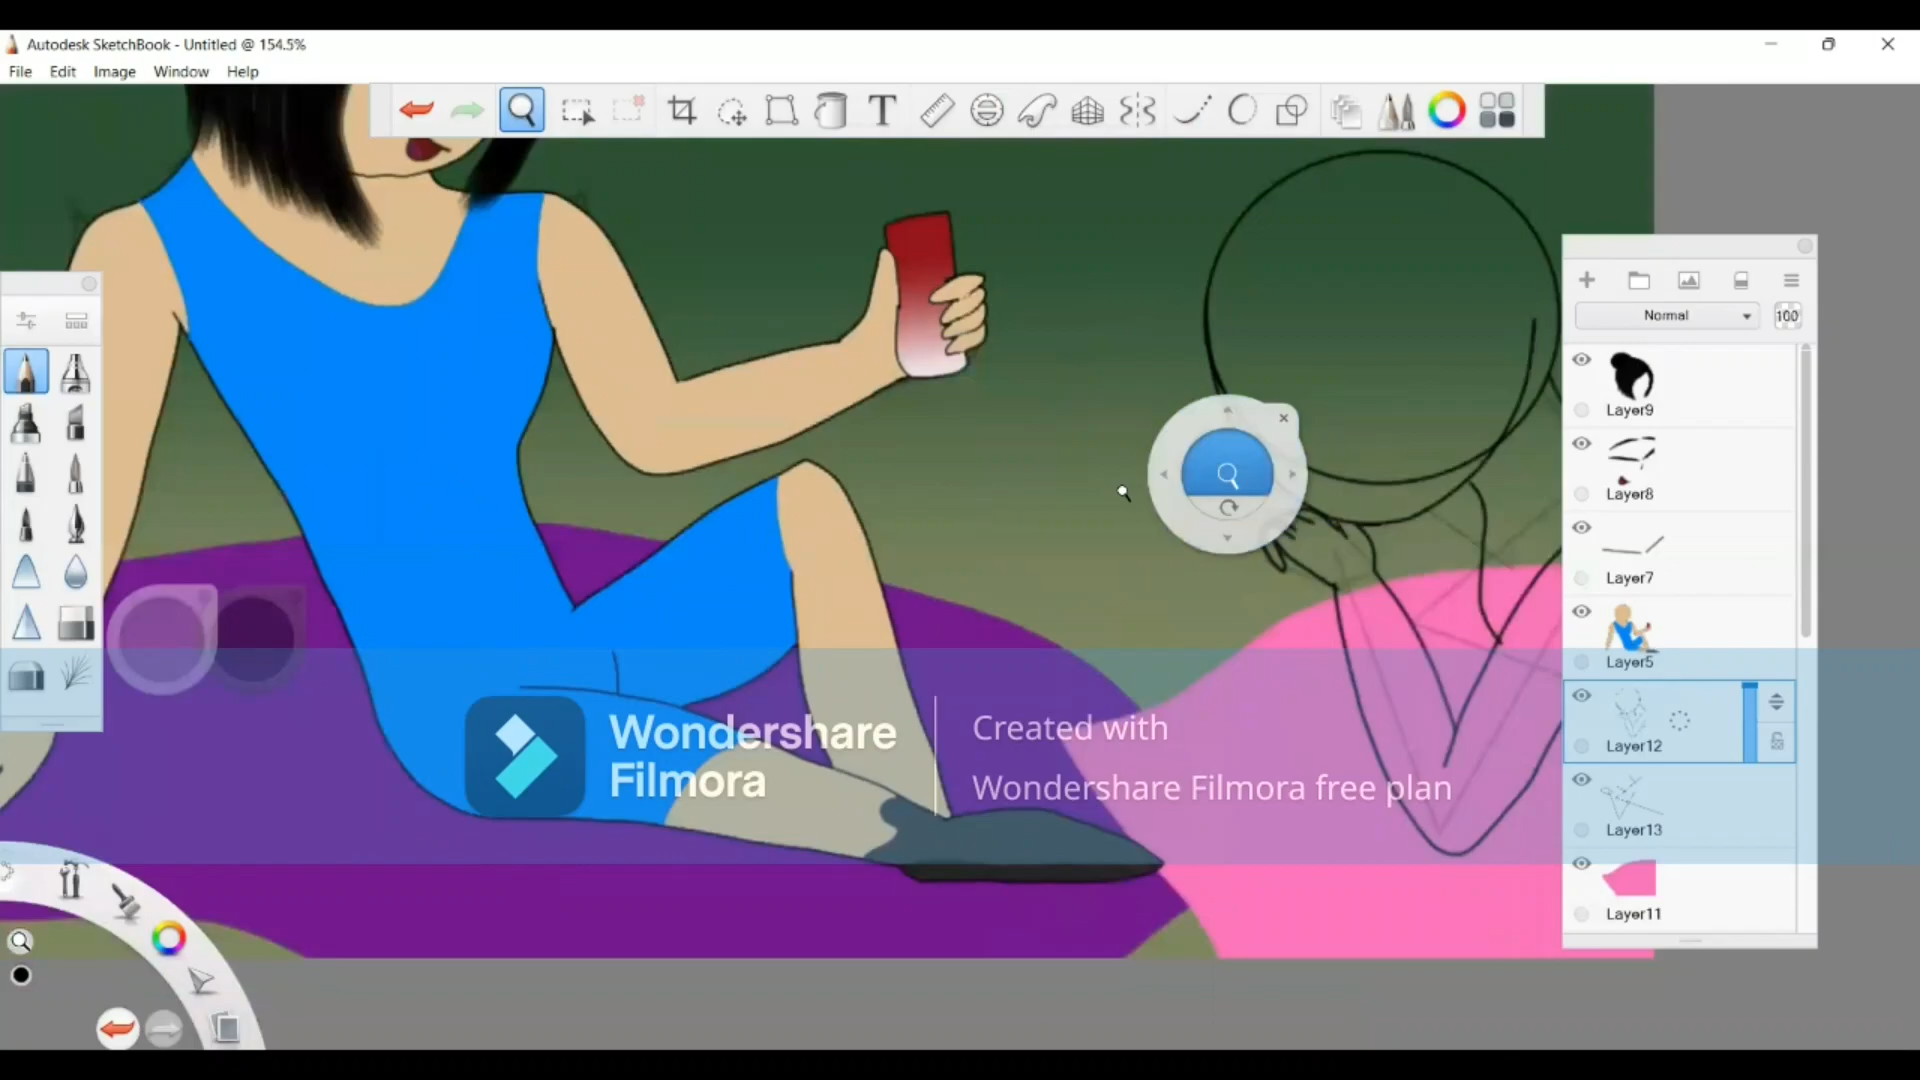 Autodesk SketchBook - Untitled @ 154.5%
File Edit Image Window Help
T
Normal 100
Layer9
Layer8
Layer7
Layer5
Layer12
Layer13
Layer11
Wondershare
Filmora
Created with
Wondershare Filmora free plan